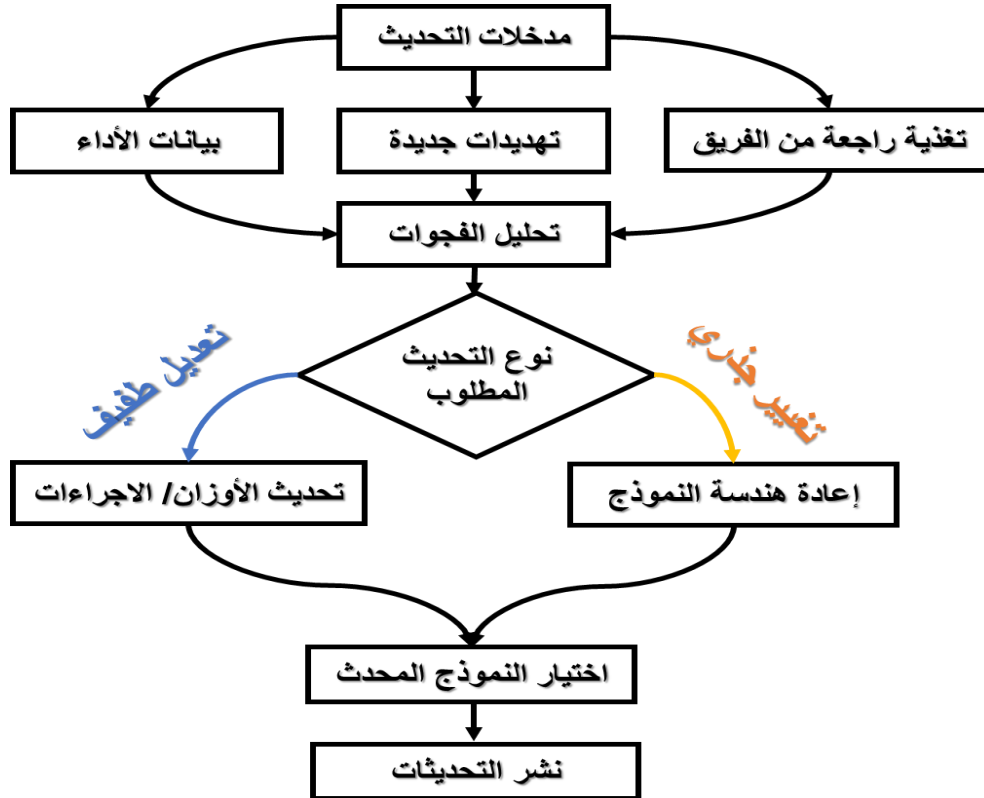 مدخلات التحديث
تغذية راجعة من الفريق
تهديدات جديدة
بيانات الأداء
تحليل الفجوات
نوع التحديث
المطلوب
تغيير جذري
تعديل طفيف
إعادة هندسة النموذج
تحديث الأوزان/ الاجراءات
اختيار النموذج المحدث
نشر التحديثات